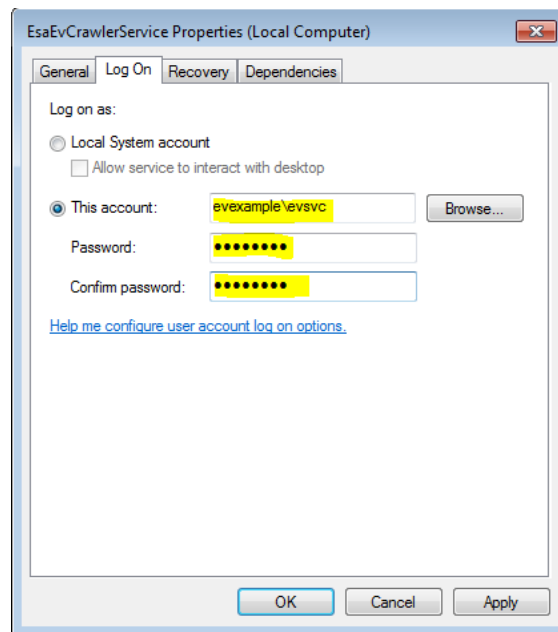 EsaEvCrawlerService Properties (Local Computer)
General Log On Recovery Dependencies
Log on as:
Local System account
Allow service to interact with desktop
This account: evexample\evsvc Browse...
Password: ●●●●●●●●
Confirm password: ●●●●●●●●
Help me configure user account log on options.
OK Cancel Apply